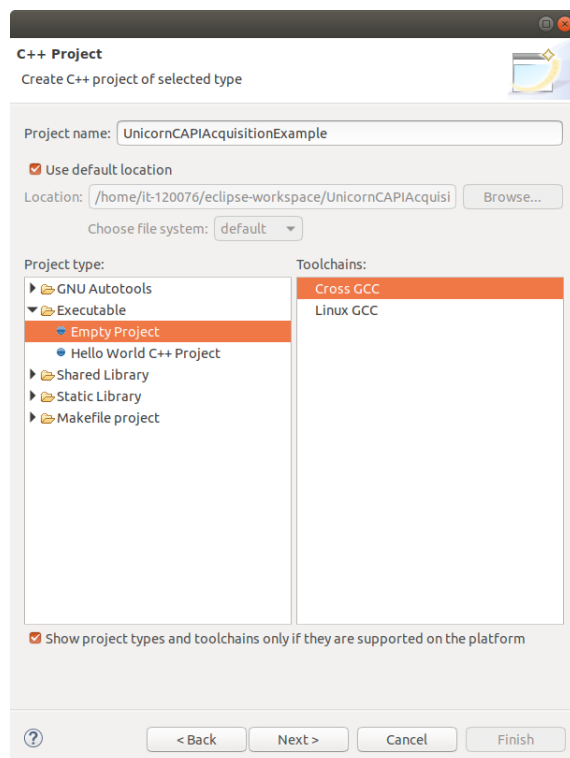 C++ Project
Create C++ project of selected type
Project name: UnicornCAPIAcquisitionExample
Use default location
Location: /home/it-120076/eclipse-workspace/UnicornCAPIAcquisi Browse...
Choose file system: default
Project type: Toolchains:
GNU Autotools Cross GCC
Executable Linux GCC
Empty Project
Hello World C++ Project
Shared Library
Static Library
Makefile project
Show project types and toolchains only if they are supported on the platform
? < Back Next > Cancel Finish